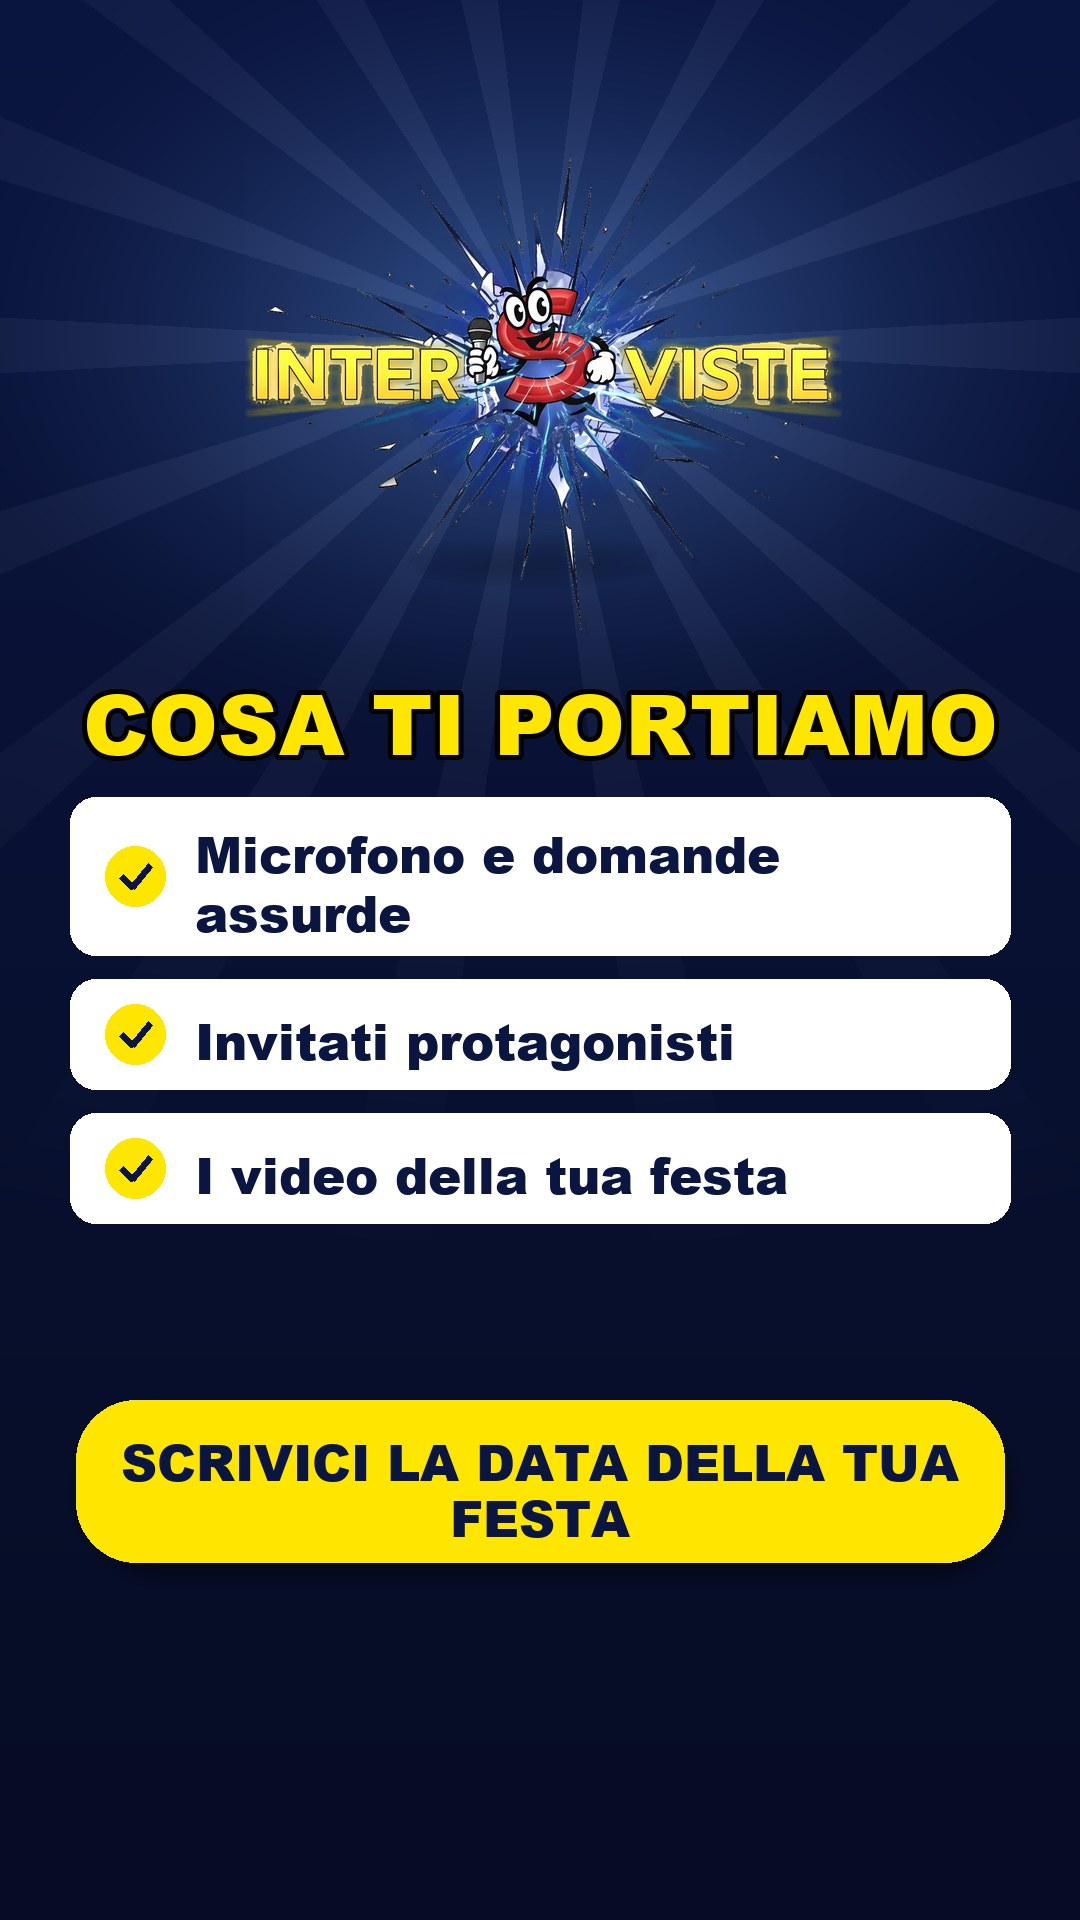 INTER S VISTE
COSA TI PORTIAMO
Microfono e domande
assurde
Invitati protagonisti
I video della tua festa
SCRIVICI LA DATA DELLA TUA
FESTA